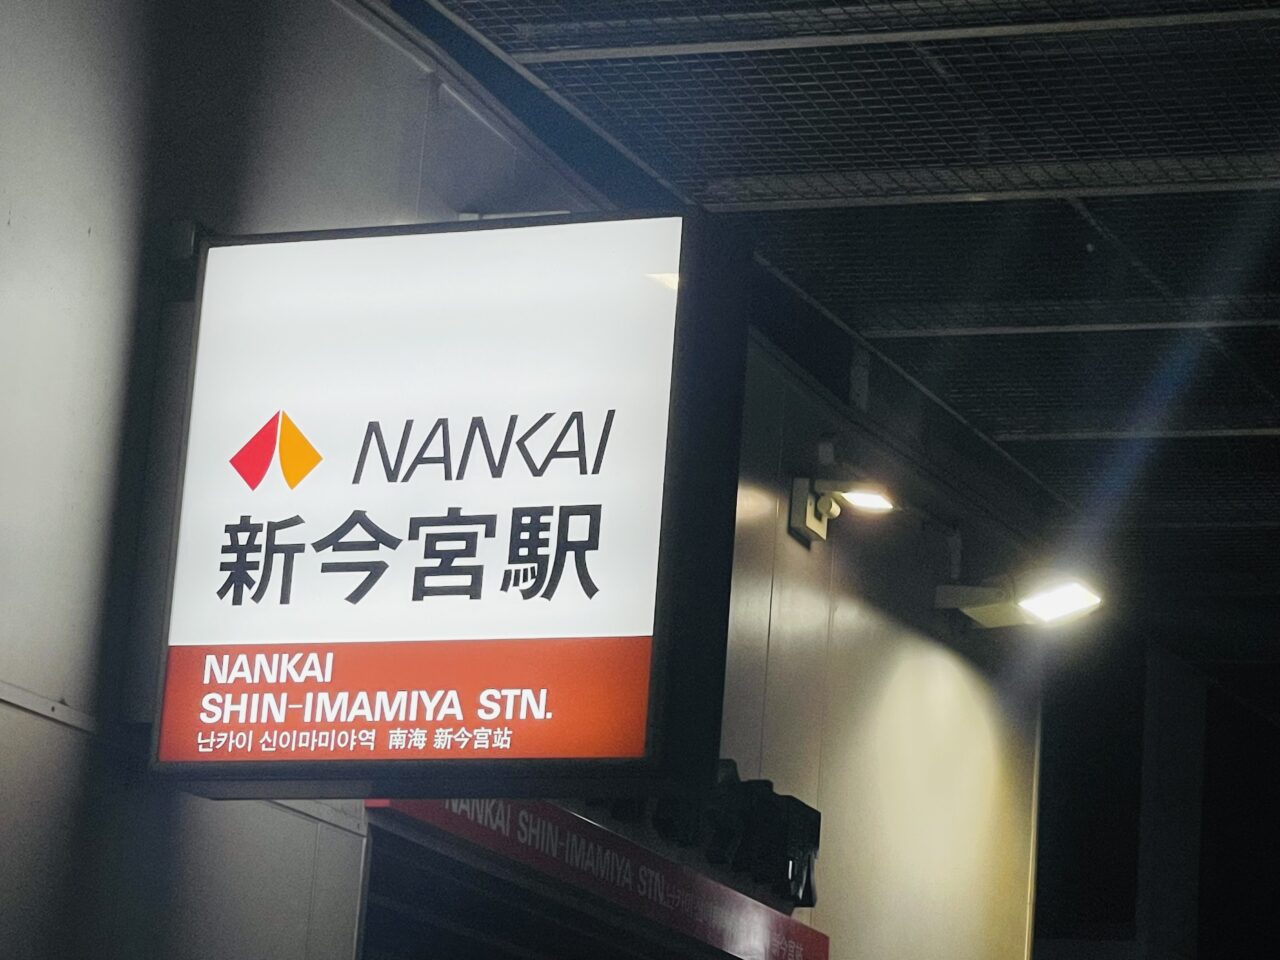 NANKAI
新今宮駅
NANKAI
SHIN-IMAMIYA STN.
난카이 신이마미야역 南海 新今宮站
NANKAI SHIN-IMAMIYA STN.